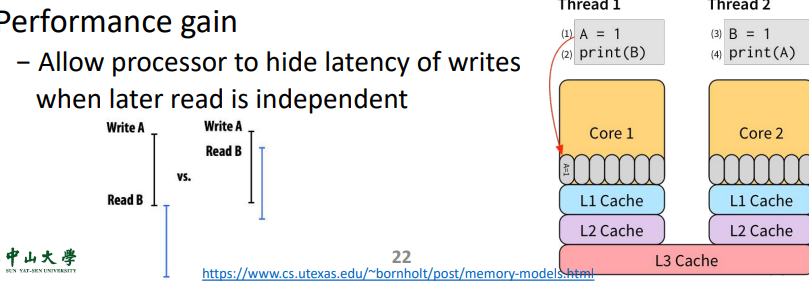 Performance gain
– Allow processor to hide latency of writes
when later read is independent
Write A
Read B
vs.
Write A
Read B
Thread 1
(1) A = 1
(2) print(B)
Thread 2
(3) B = 1
(4) print(A)
Core 1
A=1
L1 Cache
L2 Cache
Core 2
L1 Cache
L2 Cache
L3 Cache
中山大學
SUN YAT-SEN UNIVERSITY
22
https://www.cs.utexas.edu/~bornholt/post/memory-models.html